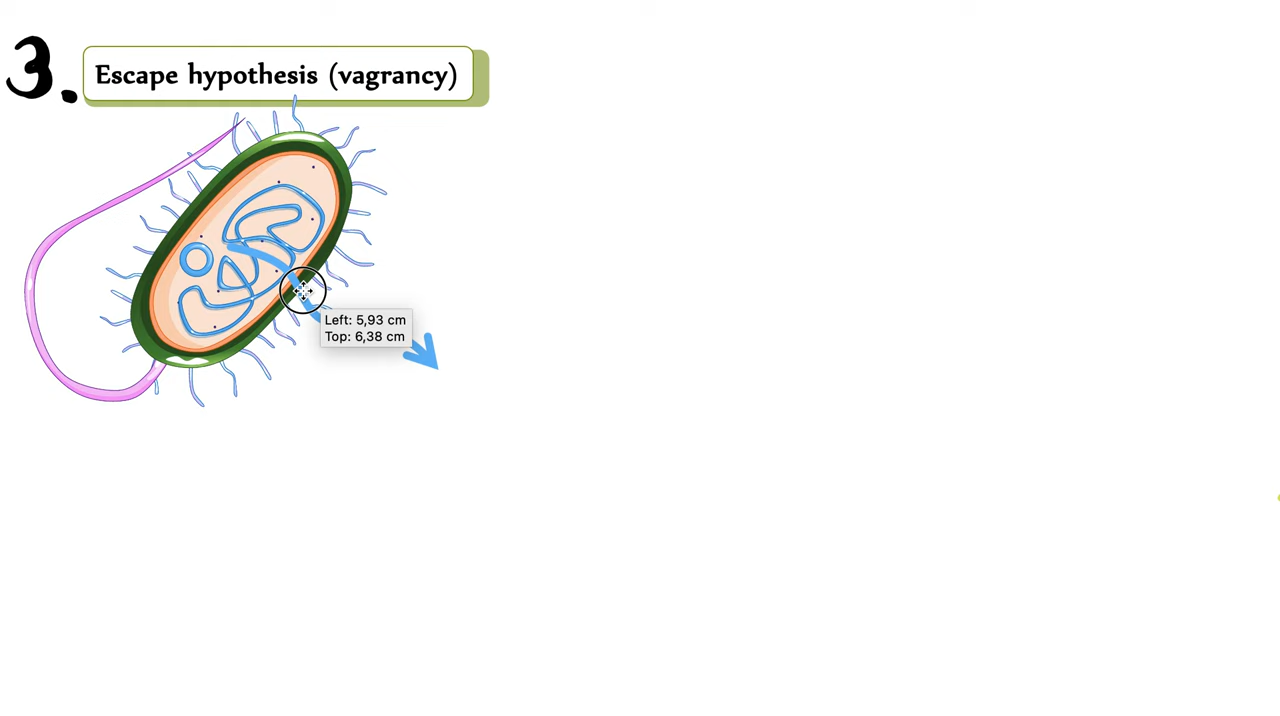 3.
Escape hypothesis (vagrancy)
Left: 5,93 cm
Top: 6,38 cm